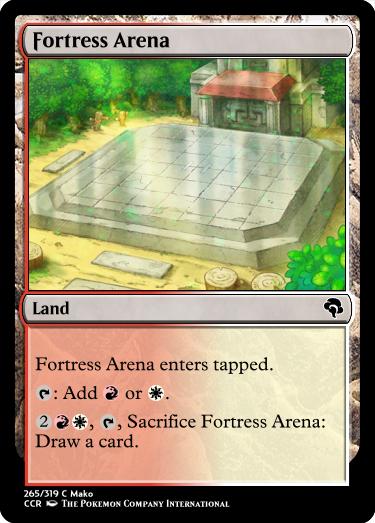 Fortress Arena
Land
Fortress Arena enters tapped.
: Add or .
2 , , Sacrifice Fortress Arena:
Draw a card.
265/319 C Mako
CCR The Pokemon Company International